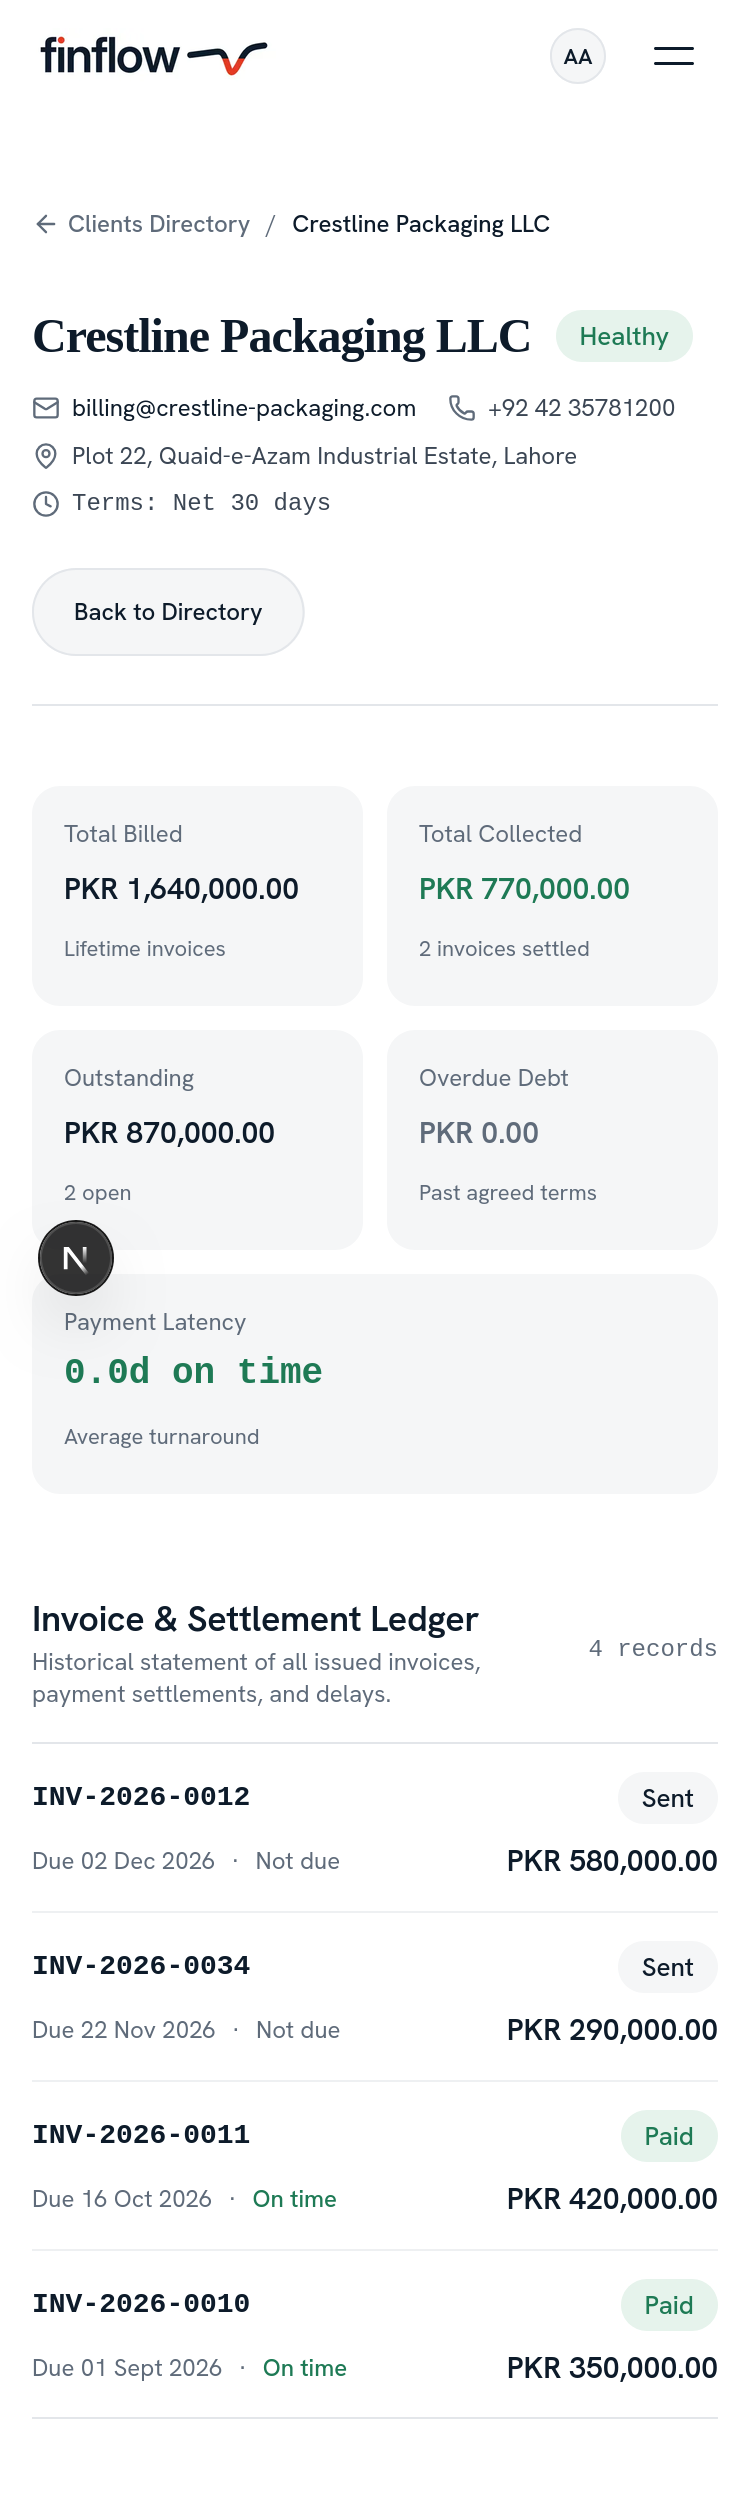 finflow
AA
Clients Directory / Crestline Packaging LLC
Crestline Packaging LLC Healthy
billing@crestline-packaging.com +92 42 35781200
Plot 22, Quaid-e-Azam Industrial Estate, Lahore
Terms: Net 30 days
Back to Directory
Total Billed
PKR 1,640,000.00
Lifetime invoices
Total Collected
PKR 770,000.00
2 invoices settled
Outstanding
PKR 870,000.00
2 open
Overdue Debt
PKR 0.00
Past agreed terms
N
Payment Latency
0.0d on time
Average turnaround
Invoice & Settlement Ledger
Historical statement of all issued invoices,
payment settlements, and delays.
4 records
INV-2026-0012 Sent
Due 02 Dec 2026 · Not due PKR 580,000.00
INV-2026-0034 Sent
Due 22 Nov 2026 · Not due PKR 290,000.00
INV-2026-0011 Paid
Due 16 Oct 2026 · On time PKR 420,000.00
INV-2026-0010 Paid
Due 01 Sept 2026 · On time PKR 350,000.00